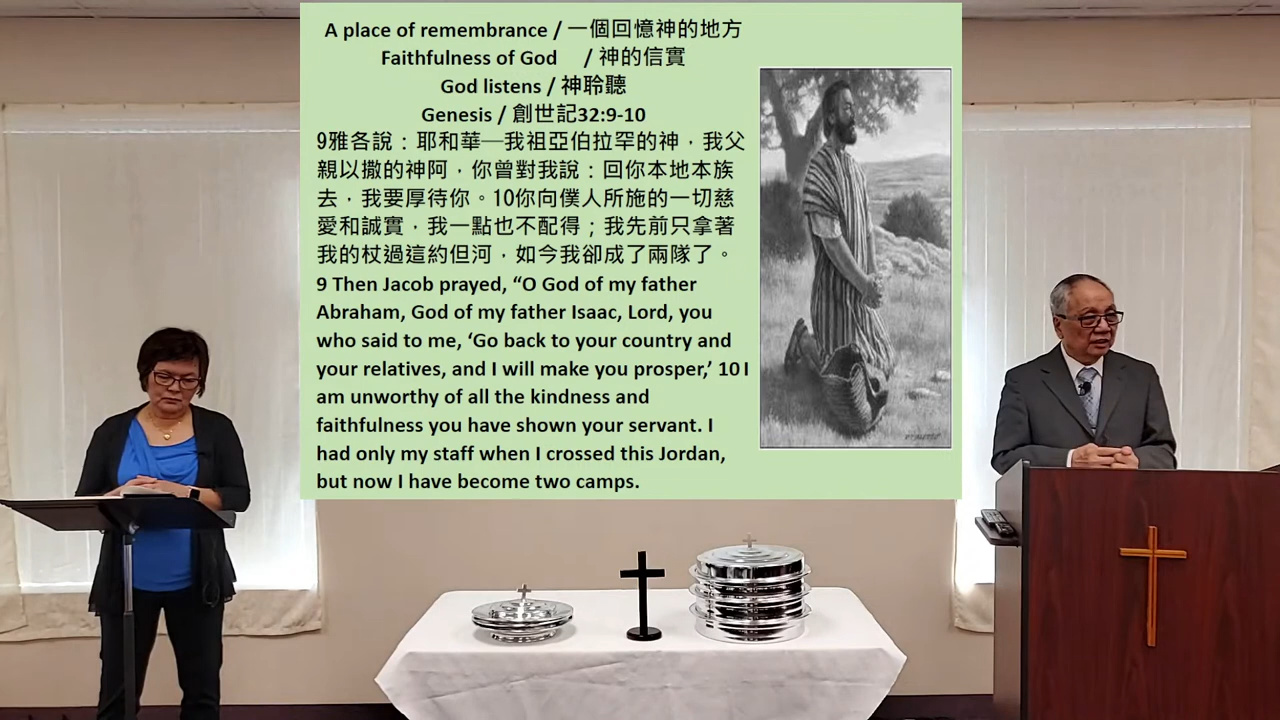 A place of remembrance / 一個回憶神的地方
Faithfulness of God / 神的信實
God listens / 神聆聽
Genesis / 創世記32:9-10
9雅各說：耶和華─我祖亞伯拉罕的神，我父
親以撒的神阿，你曾對我說：回你本地本族
去，我要厚待你。10你向僕人所施的一切慈
愛和誠實，我一點也不配得；我先前只拿著
我的杖過這約但河，如今我卻成了兩隊了。
9 Then Jacob prayed, “O God of my father
Abraham, God of my father Isaac, Lord, you
who said to me, ‘Go back to your country and
your relatives, and I will make you prosper,’ 10 I
am unworthy of all the kindness and
faithfulness you have shown your servant. I
had only my staff when I crossed this Jordan,
but now I have become two camps.